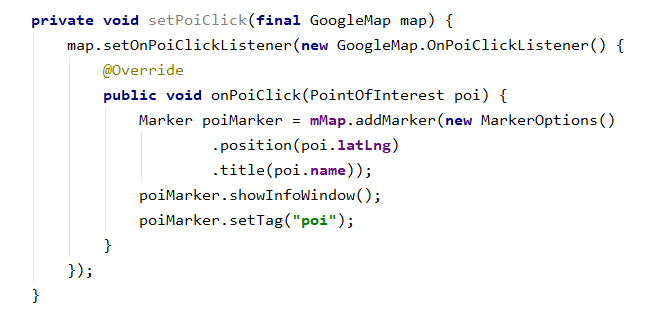 private void setPoiClick(final GoogleMap map) {
    map.setOnPoiClickListener(new GoogleMap.OnPoiClickListener() {
        @Override
        public void onPoiClick(PointOfInterest poi) {
            Marker poiMarker = mMap.addMarker(new MarkerOptions()
                    .position(poi.latLng)
                    .title(poi.name));
            poiMarker.showInfoWindow();
            poiMarker.setTag("poi");
        }
    });
}